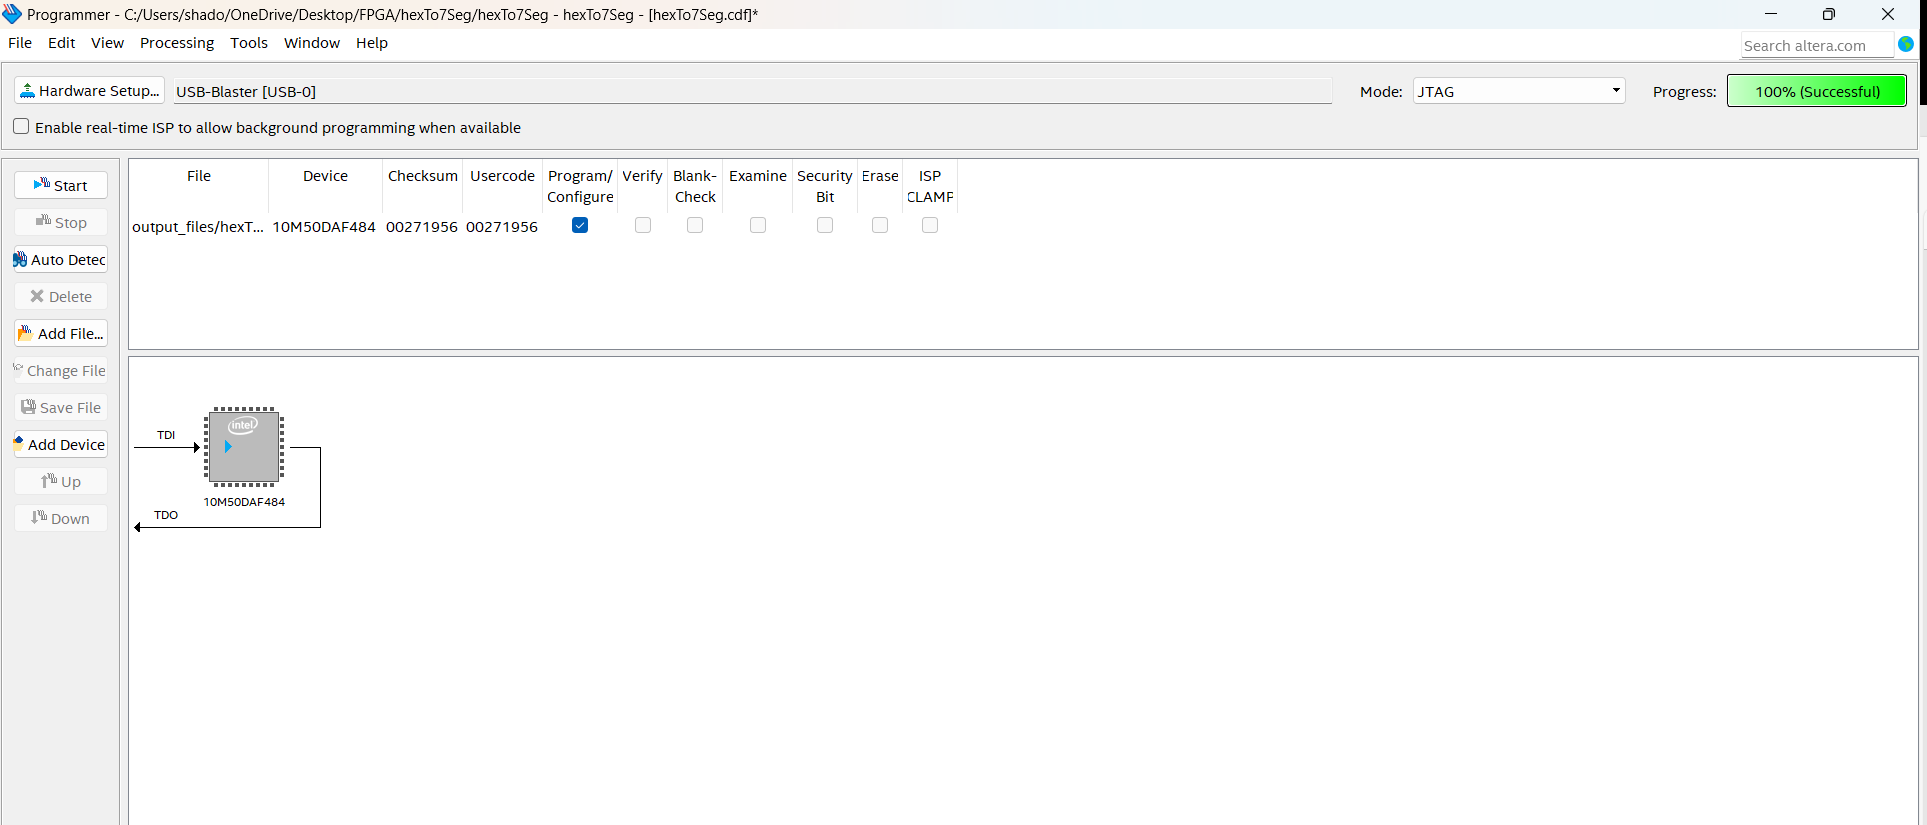 Programmer - C:/Users/shado/OneDrive/Desktop/FPGA/hexTo7Seg/hexTo7Seg - hexTo7Seg - [hexTo7Seg.cdf]*
File Edit View Processing Tools Window Help
Search altera.com
Hardware Setup... USB-Blaster [USB-0] Mode: JTAG Progress: 100% (Successful)
Enable real-time ISP to allow background programming when available
Start
Stop
Auto Detec
Delete
Add File...
Change File
Save File
Add Device
Up
Down
File Device Checksum Usercode Program/ Verify Blank- Examine Security Erase ISP
Configure Check Bit CLAMP
output_files/hexT... 10M50DAF484 00271956 00271956
TDI
intel
10M50DAF484
TDO